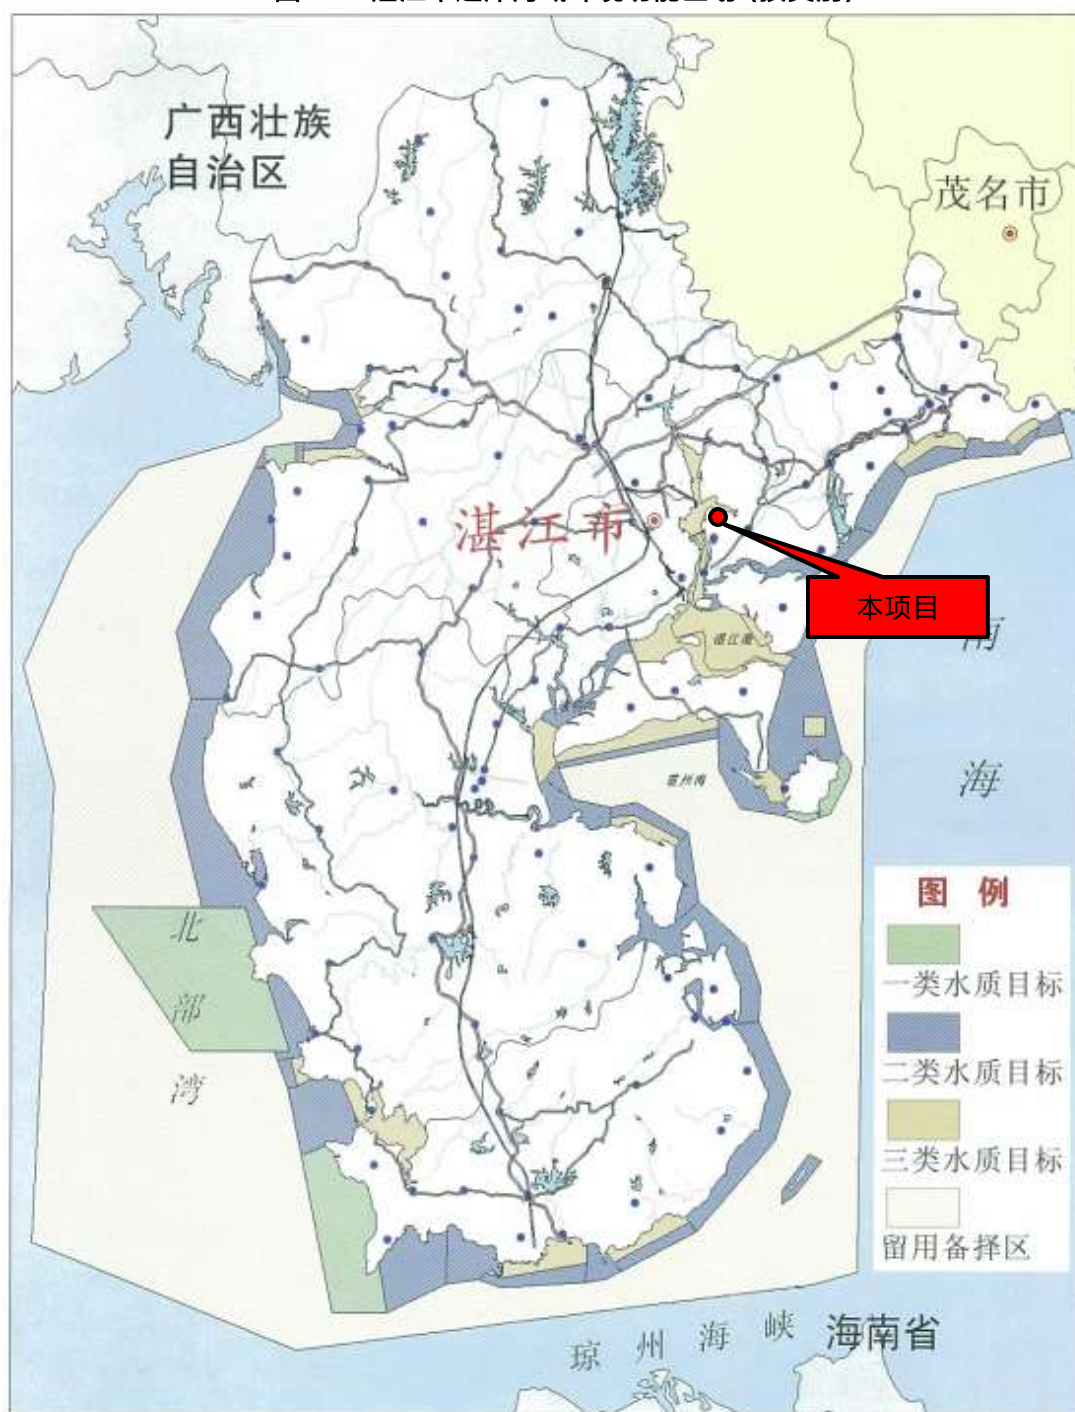 广西壮族
自治区
茂名市
湛江市
本项目
湛江港
南
海
雷州湾
北
部
湾
图 例
一类水质目标
二类水质目标
三类水质目标
留用备择区
琼州海峡
海南省